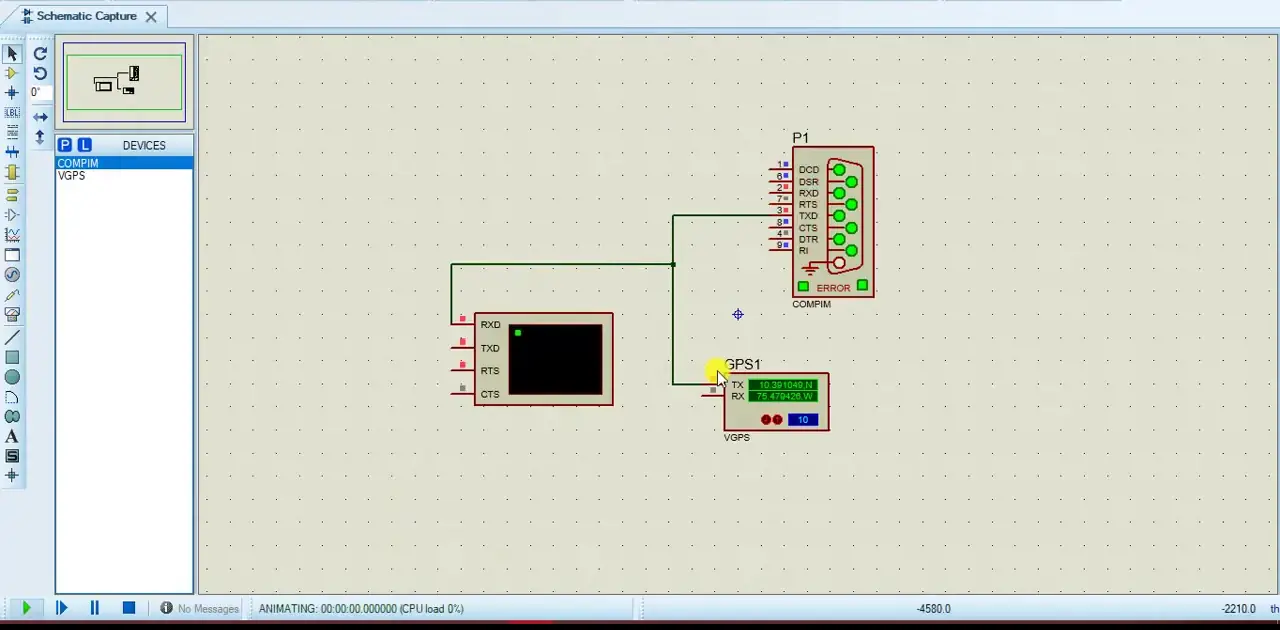 Schematic Capture
0°
LBL
P L DEVICES
COMPIM
VGPS
A
S
P1
1 DCD
6 DSR
2 RXD
7 RTS
3 TXD
8 CTS
4 DTR
9 RI
ERROR
COMPIM
RXD
TXD
RTS
CTS
GPS1
TX 10.391049,N
RX 75.479426,W
10
VGPS
No Messages
ANIMATING: 00:00:00.000000 (CPU load 0%)
-4580.0
-2210.0
th